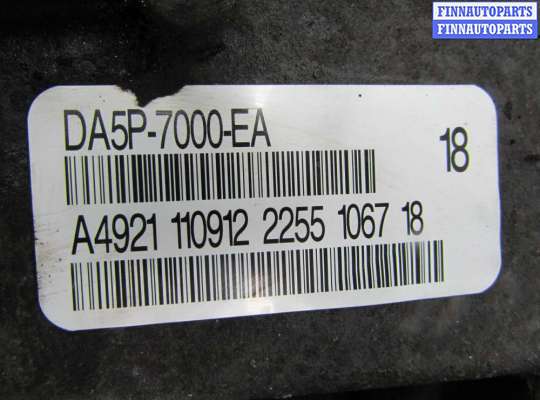 FINNAUTOPARTS
FINNAUTOPARTS
DA5P-7000-EA
18
A4921 110912 2255 1067 18